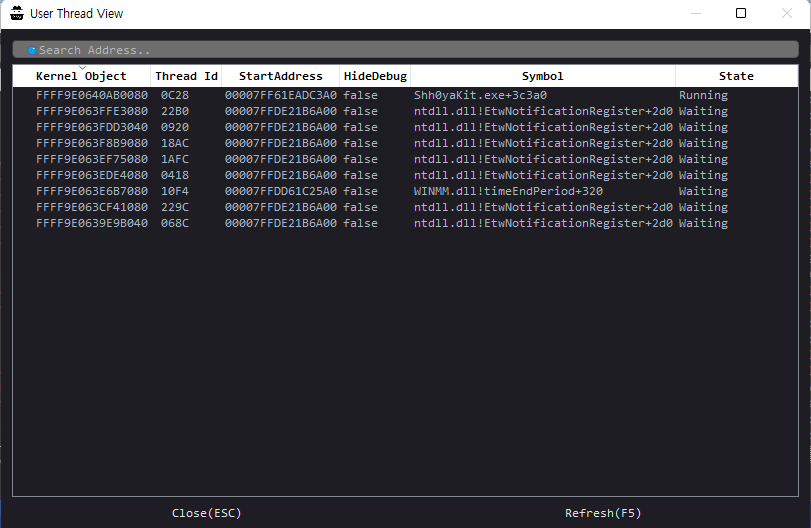 User Thread View
Search Address..
Kernel Object Thread Id StartAddress HideDebug Symbol State
FFFF9E0640AB0080 0C28 00007FF61EADC3A0 false Shh0yaKit.exe+3c3a0 Running
FFFF9E063FFE3080 22B0 00007FFDE21B6A00 false ntdll.dll!EtwNotificationRegister+2d0 Waiting
FFFF9E063FDD3040 0920 00007FFDE21B6A00 false ntdll.dll!EtwNotificationRegister+2d0 Waiting
FFFF9E063F8B9080 18AC 00007FFDE21B6A00 false ntdll.dll!EtwNotificationRegister+2d0 Waiting
FFFF9E063EF75080 1AFC 00007FFDE21B6A00 false ntdll.dll!EtwNotificationRegister+2d0 Waiting
FFFF9E063EDE4080 0418 00007FFDE21B6A00 false ntdll.dll!EtwNotificationRegister+2d0 Waiting
FFFF9E063E6B7080 10F4 00007FFDD61C25A0 false WINMM.dll!timeEndPeriod+320 Waiting
FFFF9E063CF41080 229C 00007FFDE21B6A00 false ntdll.dll!EtwNotificationRegister+2d0 Waiting
FFFF9E0639E9B040 068C 00007FFDE21B6A00 false ntdll.dll!EtwNotificationRegister+2d0 Waiting
Close(ESC) Refresh(F5)